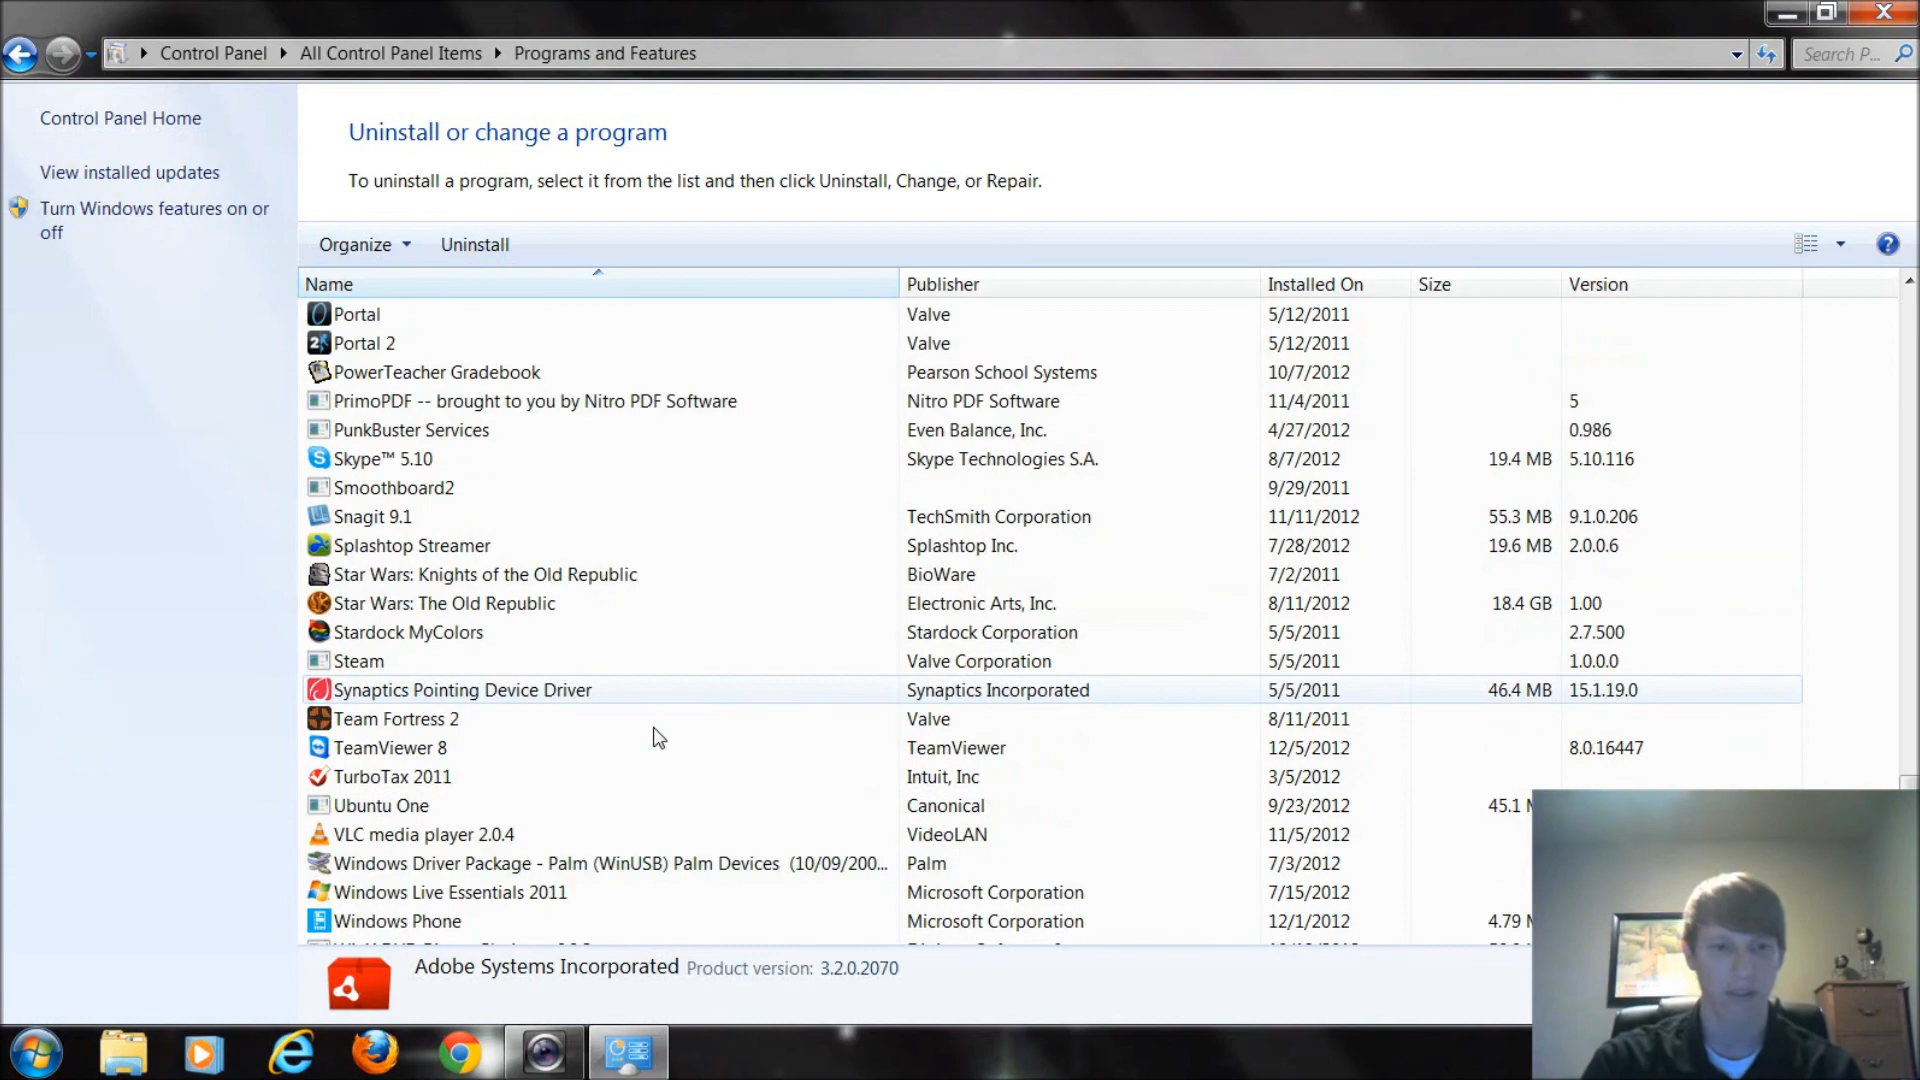 Control Panel All Control Panel Items Programs and Features Search P...
Control Panel Home
View installed updates
Turn Windows features on or
off
Uninstall or change a program
To uninstall a program, select it from the list and then click Uninstall, Change, or Repair.
Organize Uninstall
Name Publisher Installed On Size Version
Portal Valve 5/12/2011
Portal 2 Valve 5/12/2011
PowerTeacher Gradebook Pearson School Systems 10/7/2012
PrimoPDF -- brought to you by Nitro PDF Software Nitro PDF Software 11/4/2011 5
PunkBuster Services Even Balance, Inc. 4/27/2012 0.986
Skype™ 5.10 Skype Technologies S.A. 8/7/2012 19.4 MB 5.10.116
Smoothboard2 9/29/2011
Snagit 9.1 TechSmith Corporation 11/11/2012 55.3 MB 9.1.0.206
Splashtop Streamer Splashtop Inc. 7/28/2012 19.6 MB 2.0.0.6
Star Wars: Knights of the Old Republic BioWare 7/2/2011
Star Wars: The Old Republic Electronic Arts, Inc. 8/11/2012 18.4 GB 1.00
Stardock MyColors Stardock Corporation 5/5/2011 2.7.500
Steam Valve Corporation 5/5/2011 1.0.0.0
Synaptics Pointing Device Driver Synaptics Incorporated 5/5/2011 46.4 MB 15.1.19.0
Team Fortress 2 Valve 8/11/2011
TeamViewer 8 TeamViewer 12/5/2012 8.0.16447
TurboTax 2011 Intuit, Inc 3/5/2012
Ubuntu One Canonical 9/23/2012 45.1
VLC media player 2.0.4 VideoLAN 11/5/2012
Windows Driver Package - Palm (WinUSB) Palm Devices (10/09/200... Palm 7/3/2012
Windows Live Essentials 2011 Microsoft Corporation 7/15/2012
Windows Phone Microsoft Corporation 12/1/2012 4.79
Adobe Systems Incorporated Product version: 3.2.0.2070